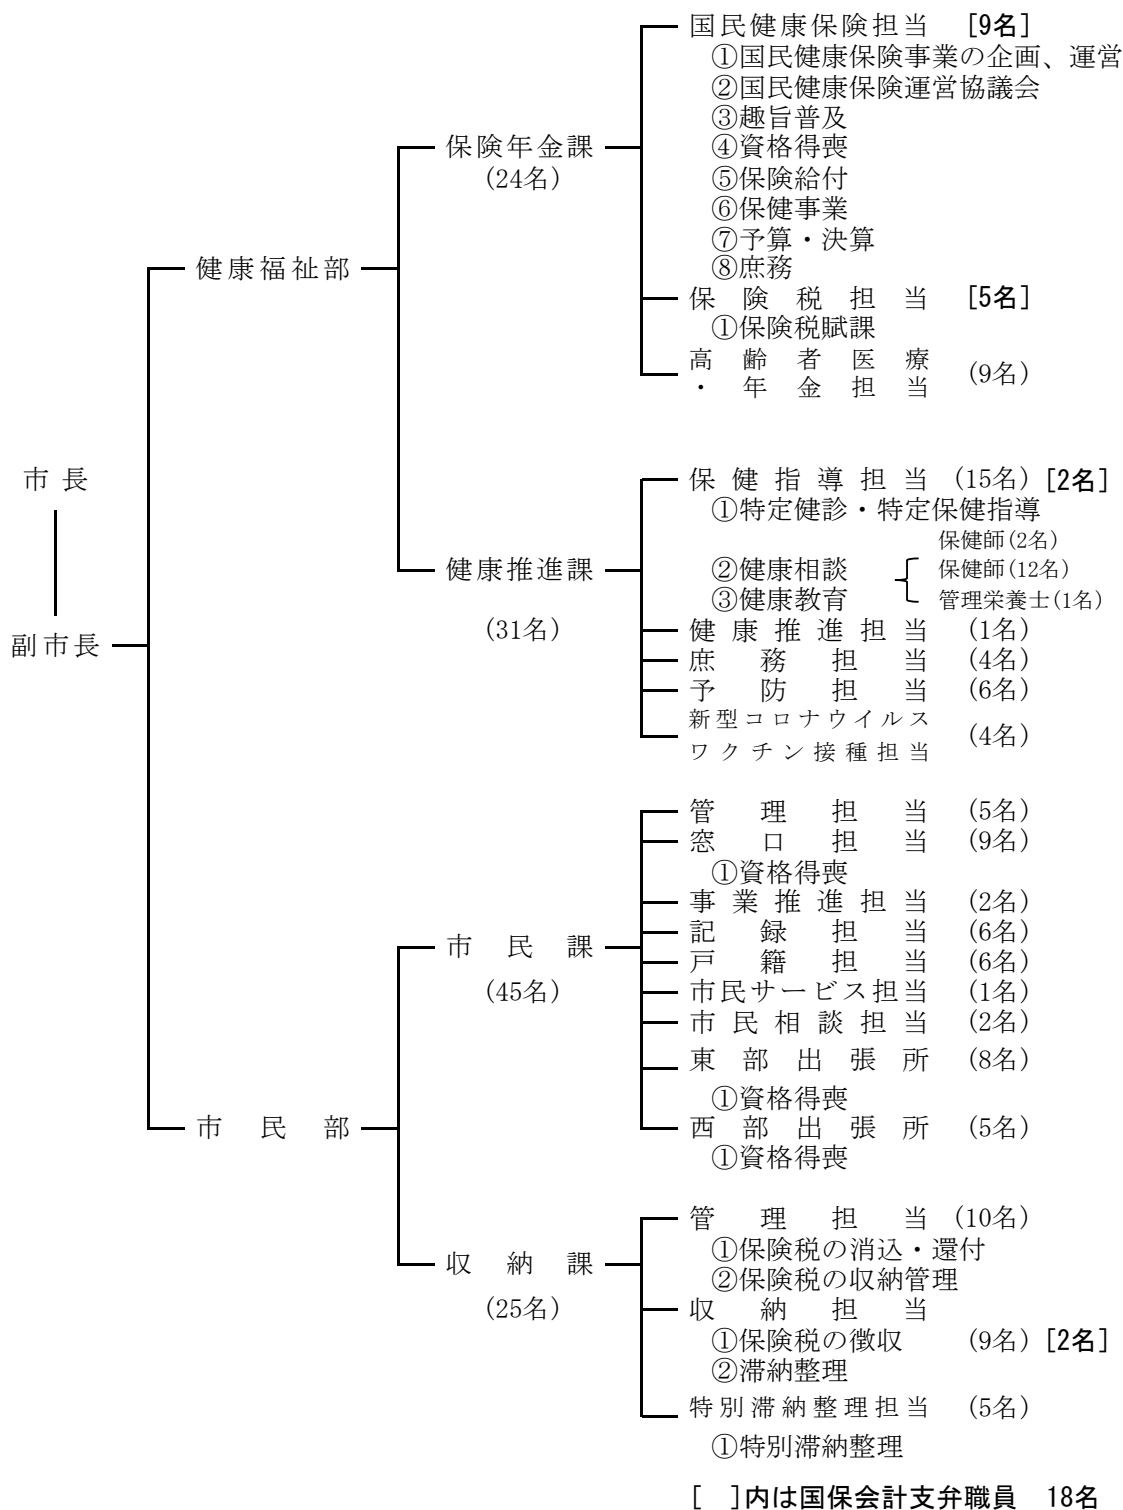 市長
副市長
健康福祉部
保険年金課
(24名)
国民健康保険担当 [9名]
①国民健康保険事業の企画、運営
②国民健康保険運営協議会
③趣旨普及
④資格得喪
⑤保険給付
⑥保健事業
⑦予算・決算
⑧庶務
保険税担当 [5名]
①保険税賦課
高齢者医療
・年金担当 (9名)
健康推進課
(31名)
保健指導担当 (15名) [2名]
①特定健診・特定保健指導
保健師(2名)
②健康相談 保健師(12名)
③健康教育 管理栄養士(1名)
健康推進担当 (1名)
庶務担当 (4名)
予防担当 (6名)
新型コロナウイルス
ワクチン接種担当 (4名)
市民部
市民課
(45名)
管理担当 (5名)
窓口担当 (9名)
①資格得喪
事業推進担当 (2名)
記録担当 (6名)
戸籍担当 (6名)
市民サービス担当 (1名)
市民相談担当 (2名)
東部出張所 (8名)
①資格得喪
西部出張所 (5名)
①資格得喪
収納課
(25名)
管理担当 (10名)
①保険税の消込・還付
②保険税の収納管理
収納担当
①保険税の徴収 (9名) [2名]
②滞納整理
特別滞納整理担当 (5名)
①特別滞納整理
[ ]内は国保会計支弁職員 18名